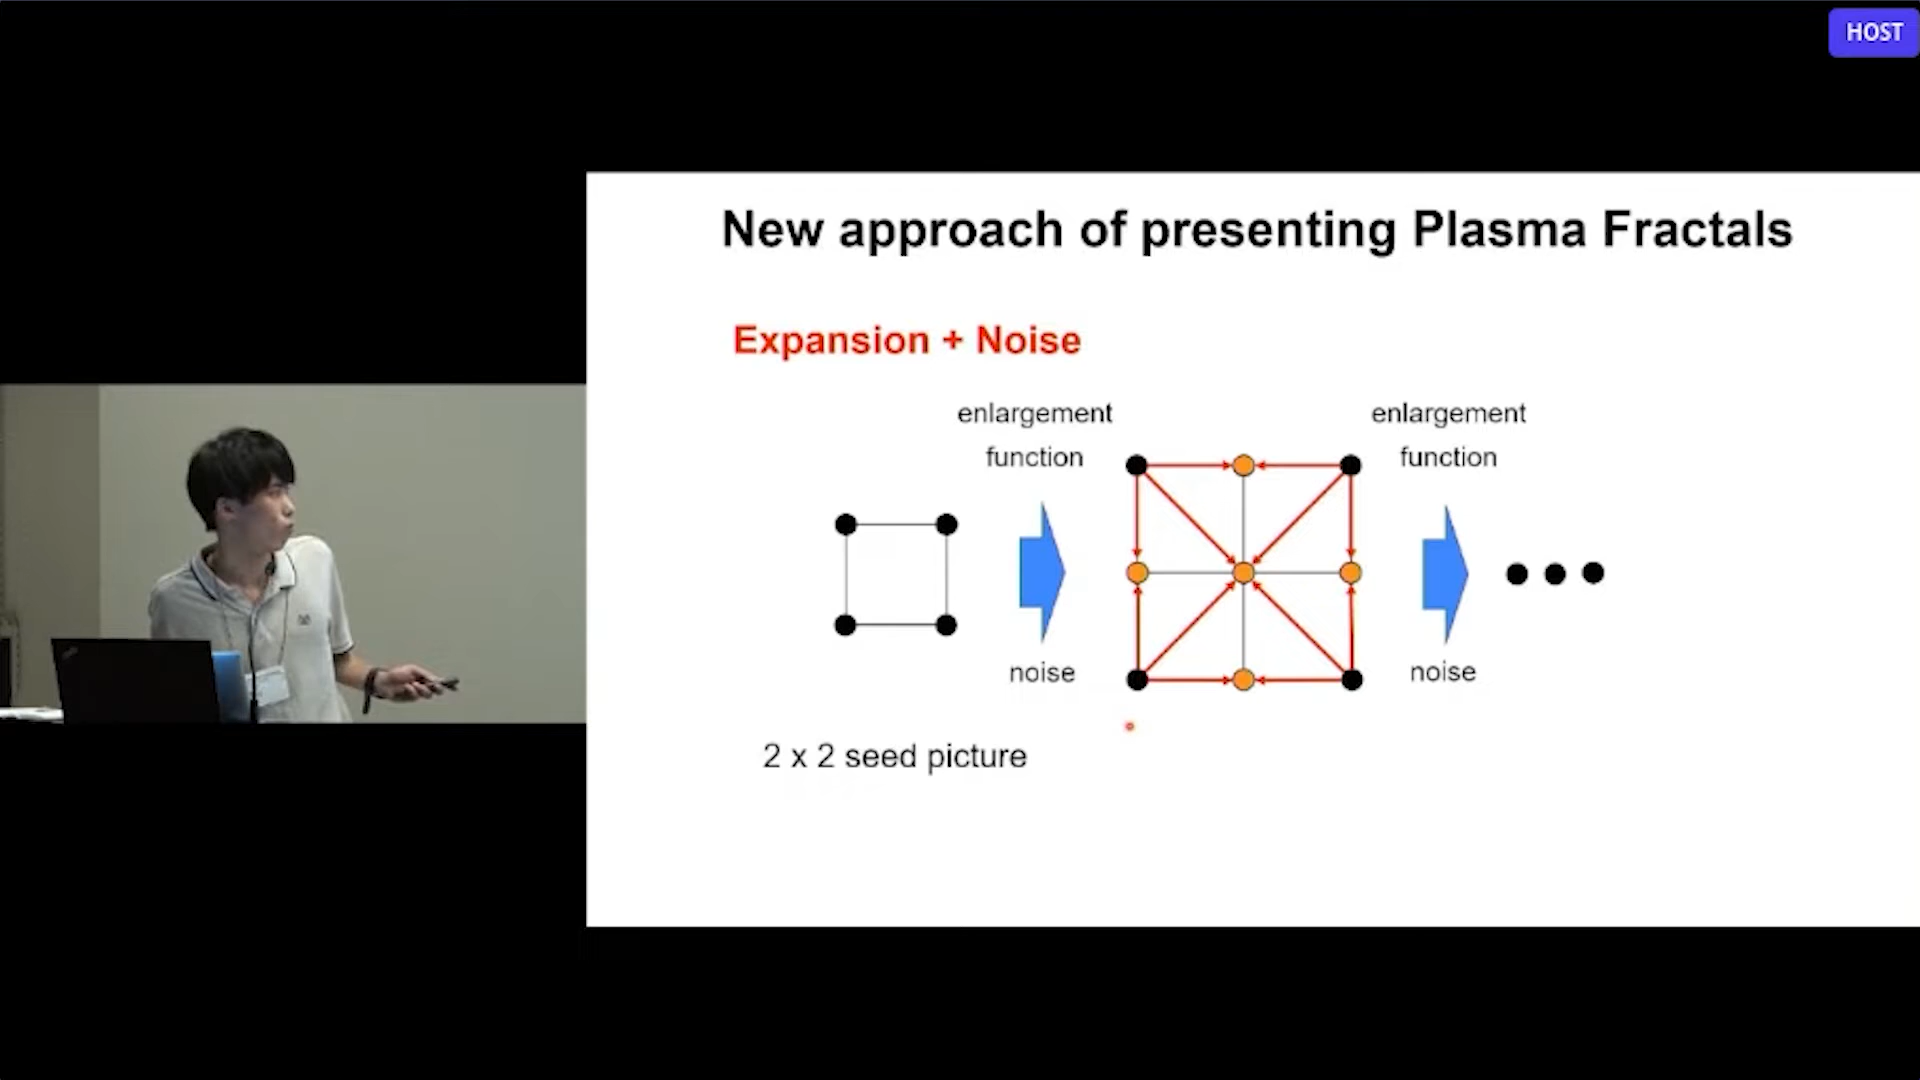 HOST
New approach of presenting Plasma Fractals
Expansion + Noise
enlargement
function
enlargement
function
noise
noise
2 x 2 seed picture